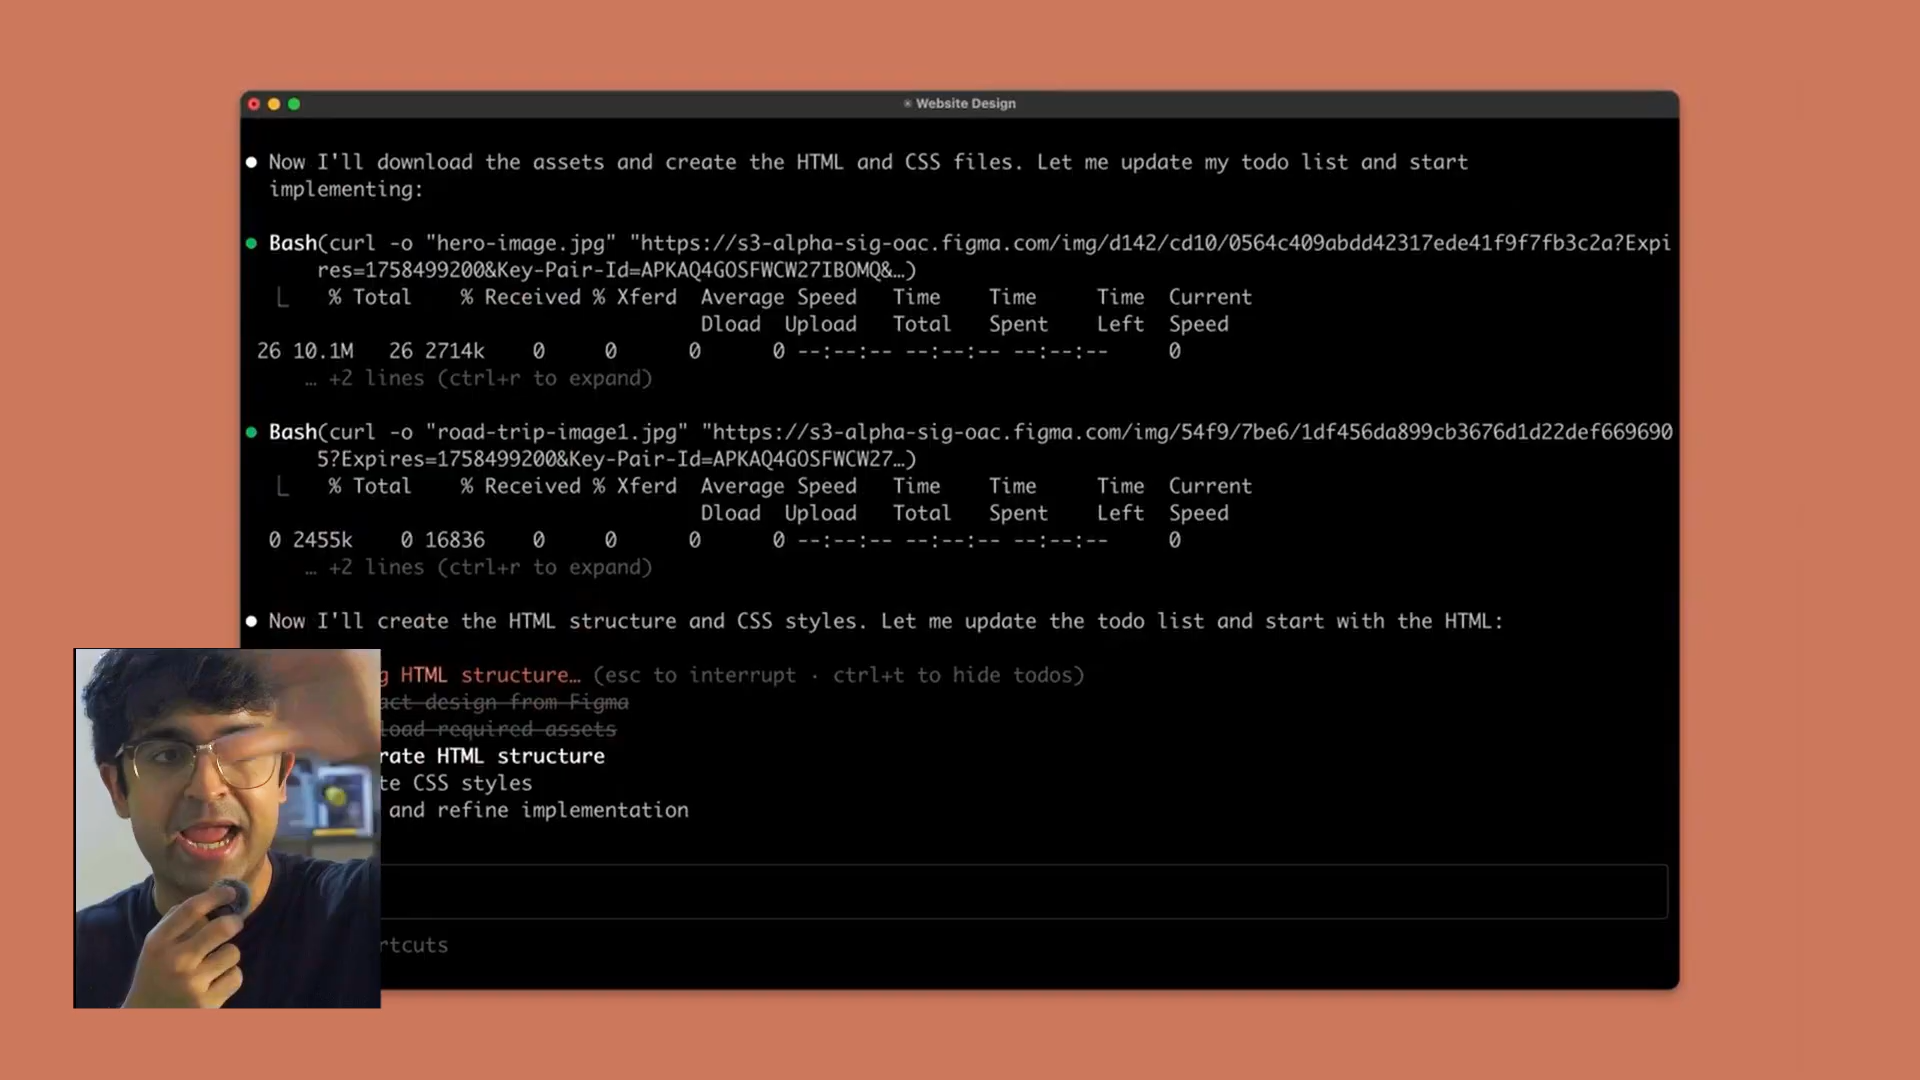 Website Design
Now I'll download the assets and create the HTML and CSS files. Let me update my todo list and start
implementing:
Bash(curl -o "hero-image.jpg" "https://s3-alpha-sig-oac.figma.com/img/d142/cd10/0564c409abdd42317ede41f9f7fb3c2a?Expi
res=1758499200&Key-Pair-Id=APKAQ4GOSFWCW27IBOMQ&…)
% Total % Received % Xferd Average Speed Time Time Time Current
Dload Upload Total Spent Left Speed
26 10.1M 26 2714k 0 0 0 0 --:--:-- --:--:-- --:--:-- 0
… +2 lines (ctrl+r to expand)
Bash(curl -o "road-trip-image1.jpg" "https://s3-alpha-sig-oac.figma.com/img/54f9/7be6/1df456da899cb3676d1d22def669690
5?Expires=1758499200&Key-Pair-Id=APKAQ4GOSFWCW27…)
% Total % Received % Xferd Average Speed Time Time Time Current
Dload Upload Total Spent Left Speed
0 2455k 0 16836 0 0 0 0 --:--:-- --:--:-- --:--:-- 0
… +2 lines (ctrl+r to expand)
Now I'll create the HTML structure and CSS styles. Let me update the todo list and start with the HTML:
HTML structure… (esc to interrupt · ctrl+t to hide todos)
design from Figma
required assets
HTML structure
CSS styles
and refine implementation